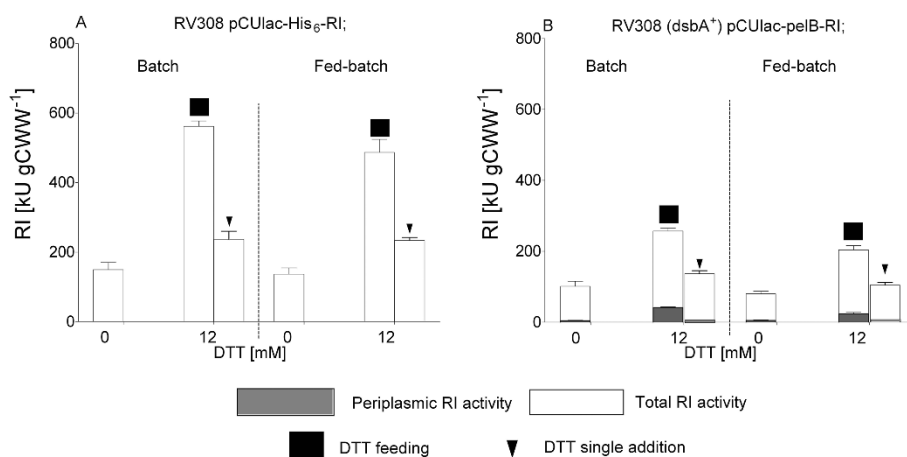 A RV308 pCUlac-His6-RI;
Batch Fed-batch
RI [kU gCWW-1]
800
600
400
200
0
0 12 0 12
DTT [mM]
B RV308 (dsbA+) pCUlac-pelB-RI;
Batch Fed-batch
RI [kU gCWW-1]
800
600
400
200
0
0 12 0 12
DTT [mM]
Periplasmic RI activity Total RI activity
DTT feeding DTT single addition